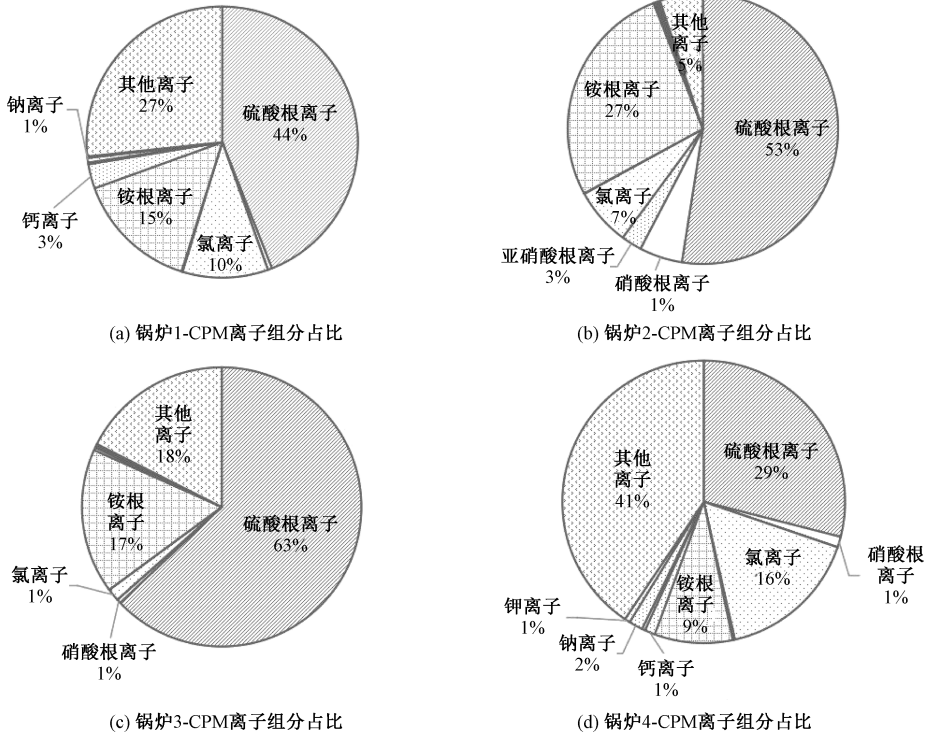 硫酸根离子
44%
氯离子
10%
铵根离子
15%
钙离子
3%
钠离子
1%
其他离子
27%
(a) 锅炉1-CPM离子组分占比
硫酸根离子
53%
硝酸根离子
1%
亚硝酸根离子
3%
氯离子
7%
铵根离子
27%
其他
离子
5%
(b) 锅炉2-CPM离子组分占比
硫酸根离子
63%
硝酸根离子
1%
氯离子
1%
铵根
离子
17%
其他
离子
18%
(c) 锅炉3-CPM离子组分占比
硫酸根离子
29%
硝酸根
离子
1%
氯离子
16%
铵根
离子
9%
钙离子
1%
钠离子
2%
钾离子
1%
其他
离子
41%
(d) 锅炉4-CPM离子组分占比